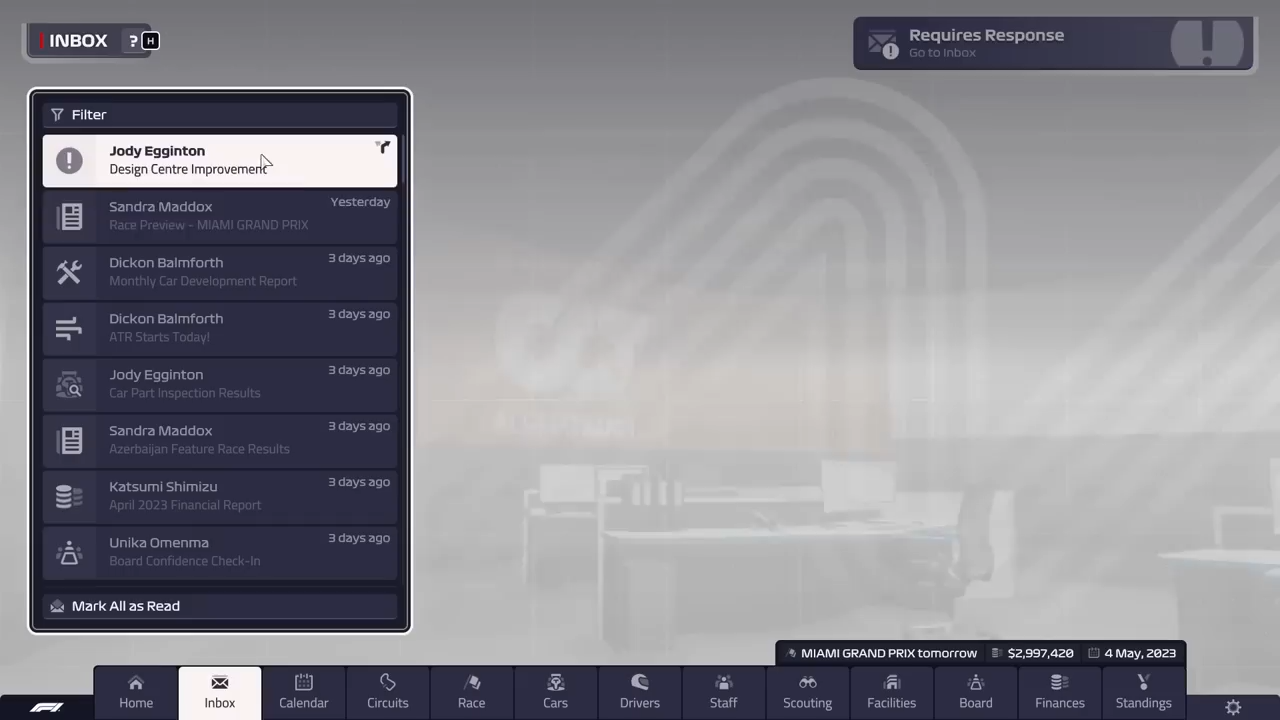 INBOX
? H
Requires Response
Go to Inbox
Filter
Jody Egginton
Design Centre Improvement
Sandra Maddox
Yesterday
Race Preview - MIAMI GRAND PRIX
Dickon Balmforth
3 days ago
Monthly Car Development Report
Dickon Balmforth
3 days ago
ATR Starts Today!
Jody Egginton
3 days ago
Car Part Inspection Results
Sandra Maddox
3 days ago
Azerbaijan Feature Race Results
Katsumi Shimizu
3 days ago
April 2023 Financial Report
Unika Omenma
3 days ago
Board Confidence Check-In
Mark All as Read
MIAMI GRAND PRIX tomorrow
$2,997,420
4 May, 2023
Home
Inbox
Calendar
Circuits
Race
Cars
Drivers
Staff
Scouting
Facilities
Board
Finances
Standings